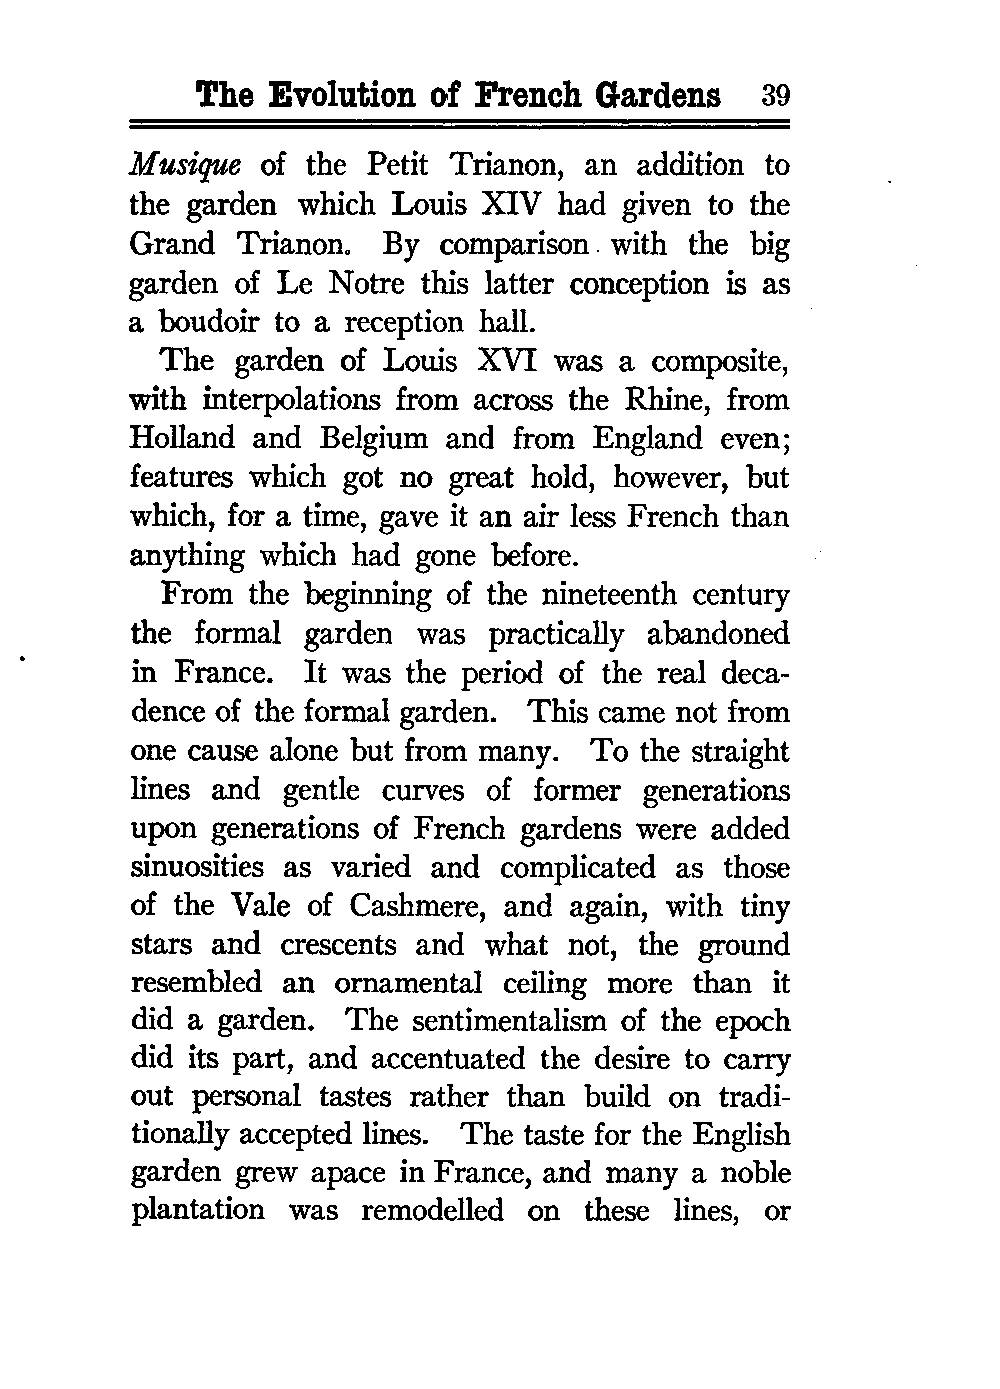 The Evolution of French Gardens 39
Musique of the Petit Trianon, an addition to
the garden which Louis XIV had given to the
Grand Trianon. By comparison with the big
garden of Le Notre this latter conception is as
a boudoir to a reception hall.
The garden of Louis XVI was a composite,
with interpolations from across the Rhine, from
Holland and Belgium and from England even;
features which got no great hold, however, but
which, for a time, gave it an air less French than
anything which had gone before.
From the beginning of the nineteenth century
the formal garden was practically abandoned
in France. It was the period of the real deca-
dence of the formal garden. This came not from
one cause alone but from many. To the straight
lines and gentle curves of former generations
upon generations of French gardens were added
sinuosities as varied and complicated as those
of the Vale of Cashmere, and again, with tiny
stars and crescents and what not, the ground
resembled an ornamental ceiling more than it
did a garden. The sentimentalism of the epoch
did its part, and accentuated the desire to carry
out personal tastes rather than build on tradi-
tionally accepted lines. The taste for the English
garden grew apace in France, and many a noble
plantation was remodelled on these lines, or